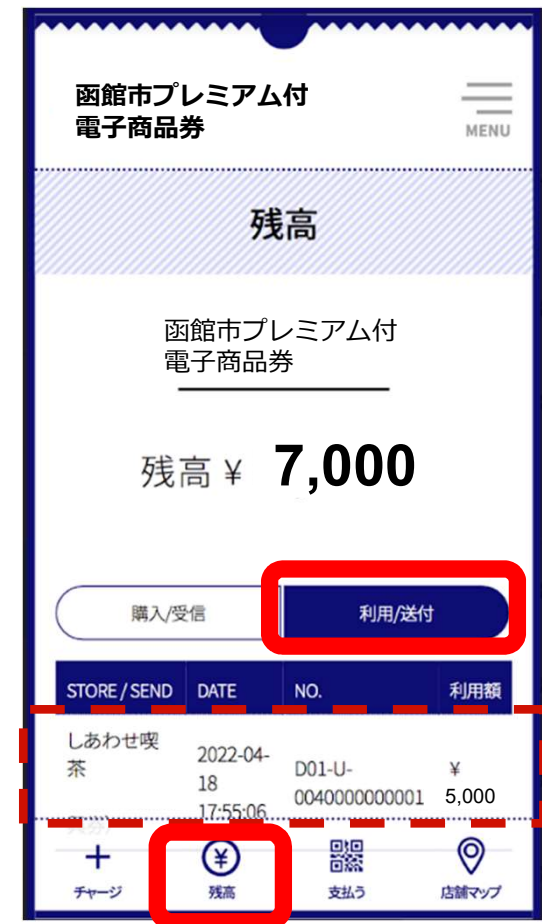 函館市プレミアム付
電子商品券
MENU
残高
函館市プレミアム付
電子商品券
残高 ¥ 7,000
購入/受信
利用/送付
STORE / SEND DATE NO. 利用額
しあわせ喫
茶
2022-04-
18
17:55:06
D01-U-
0040000000001
¥
5,000
チャージ
残高
支払う
店舗マップ